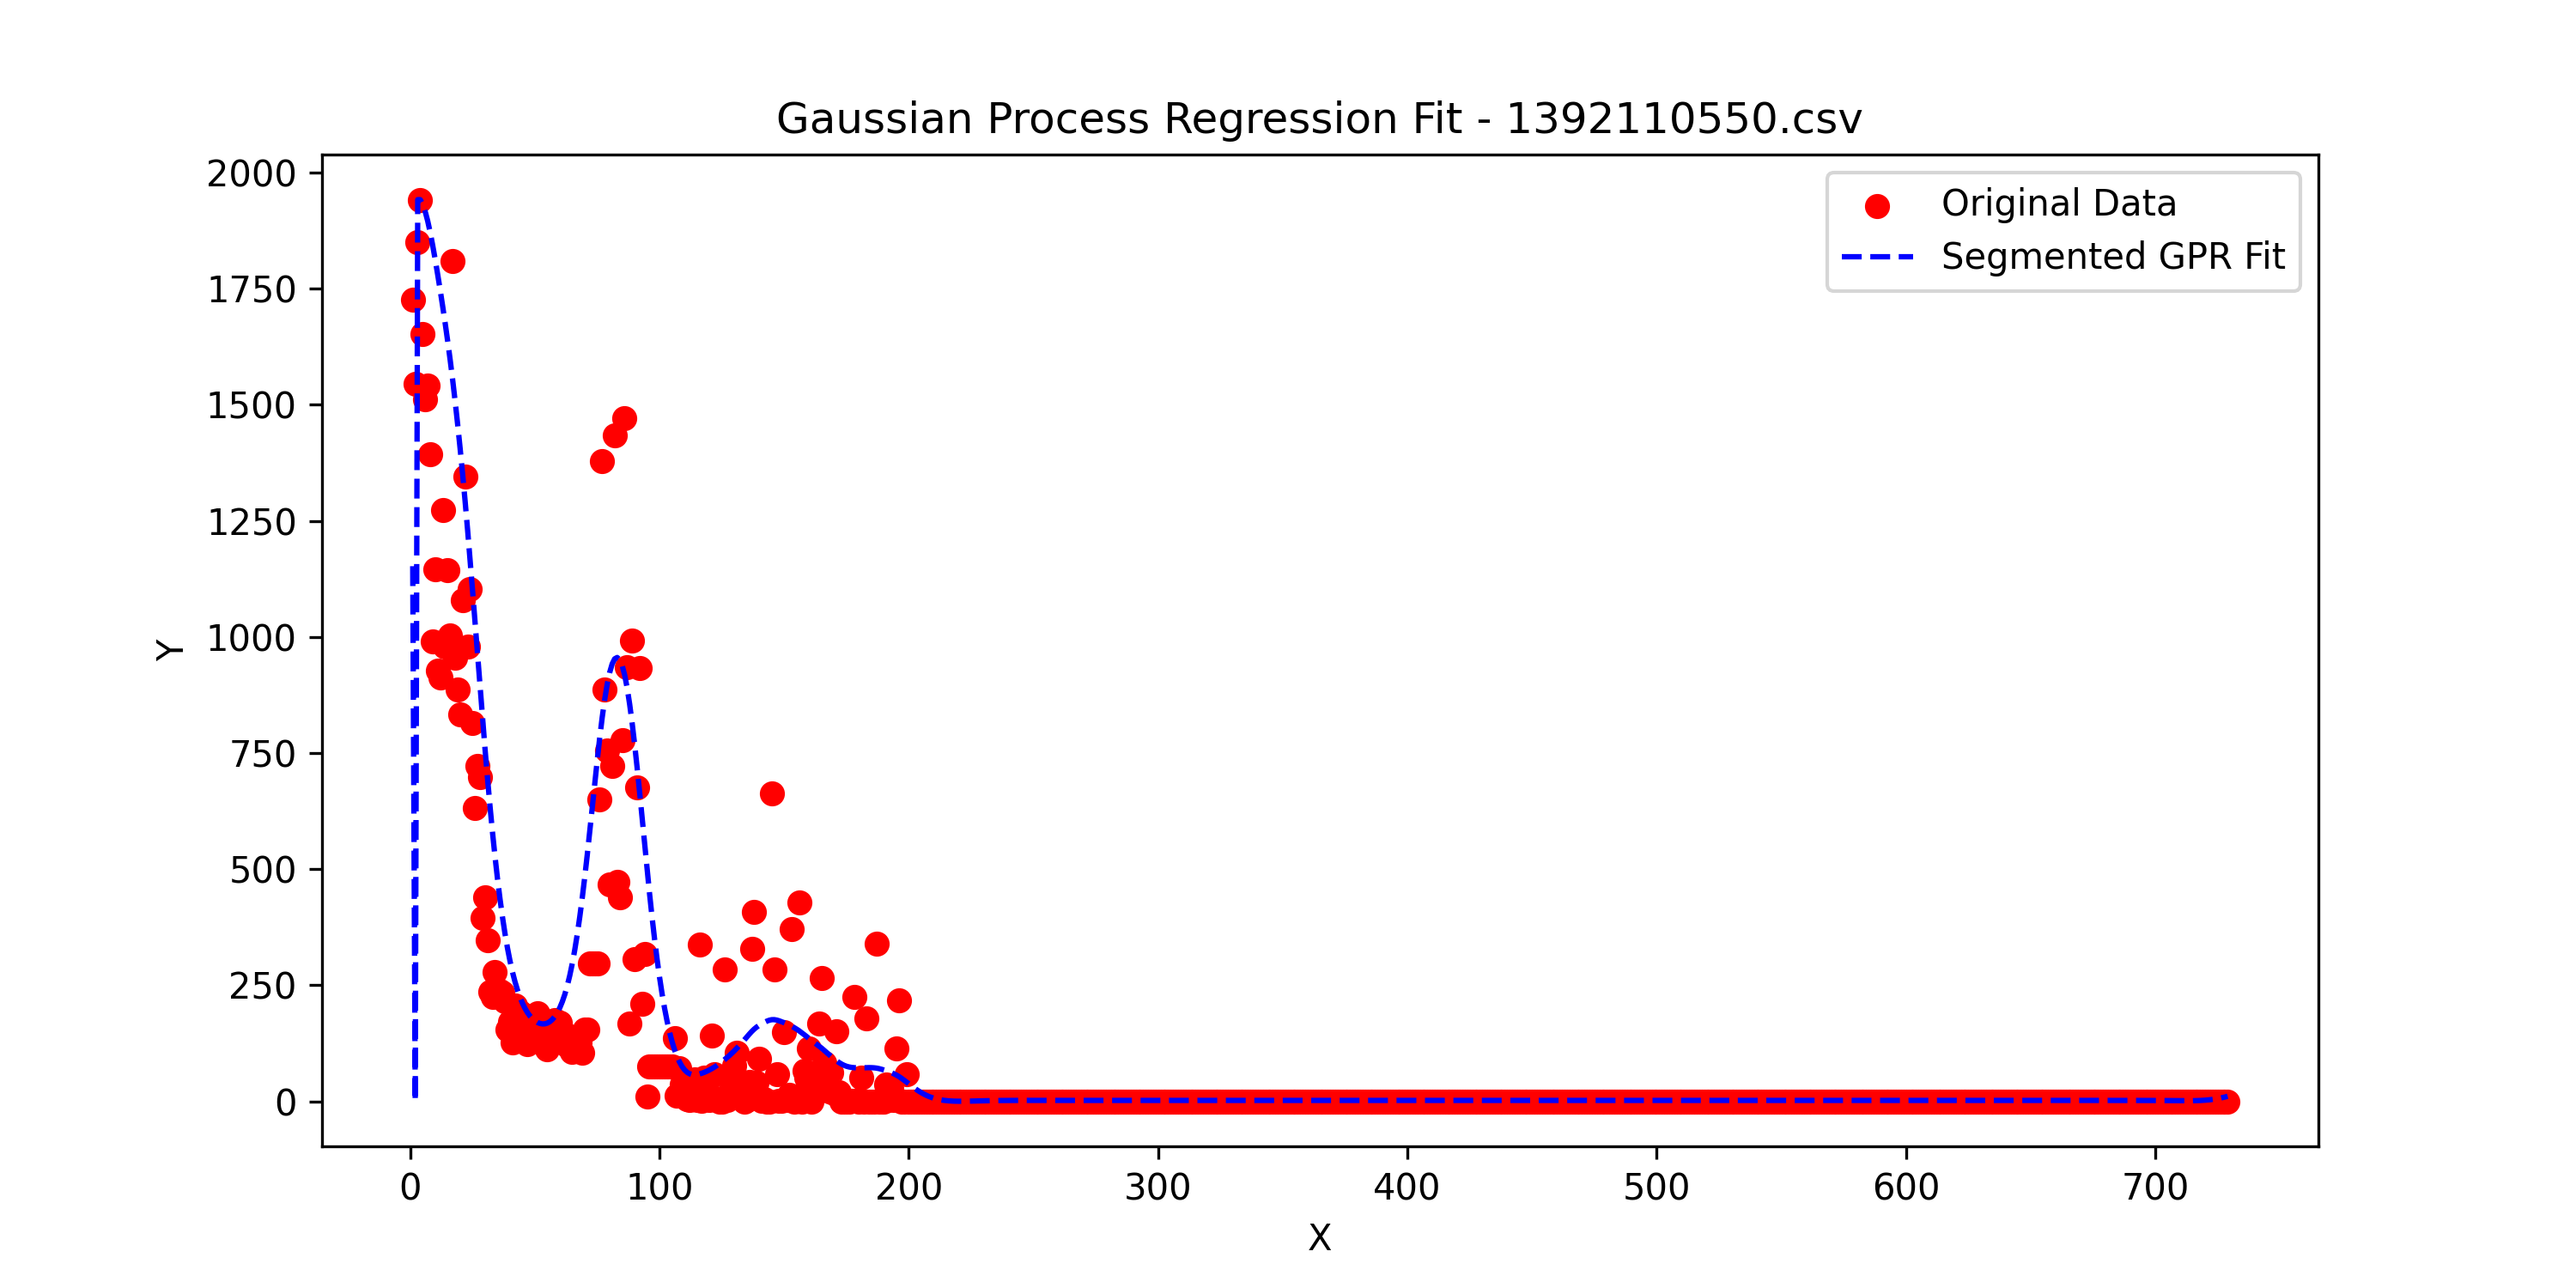 Gaussian Process Regression Fit - 1392110550.csv
2000
1750
1500
1250
1000
750
500
250
0
Y
Original Data
Segmented GPR Fit
0 100 200 300 400 500 600 700
X